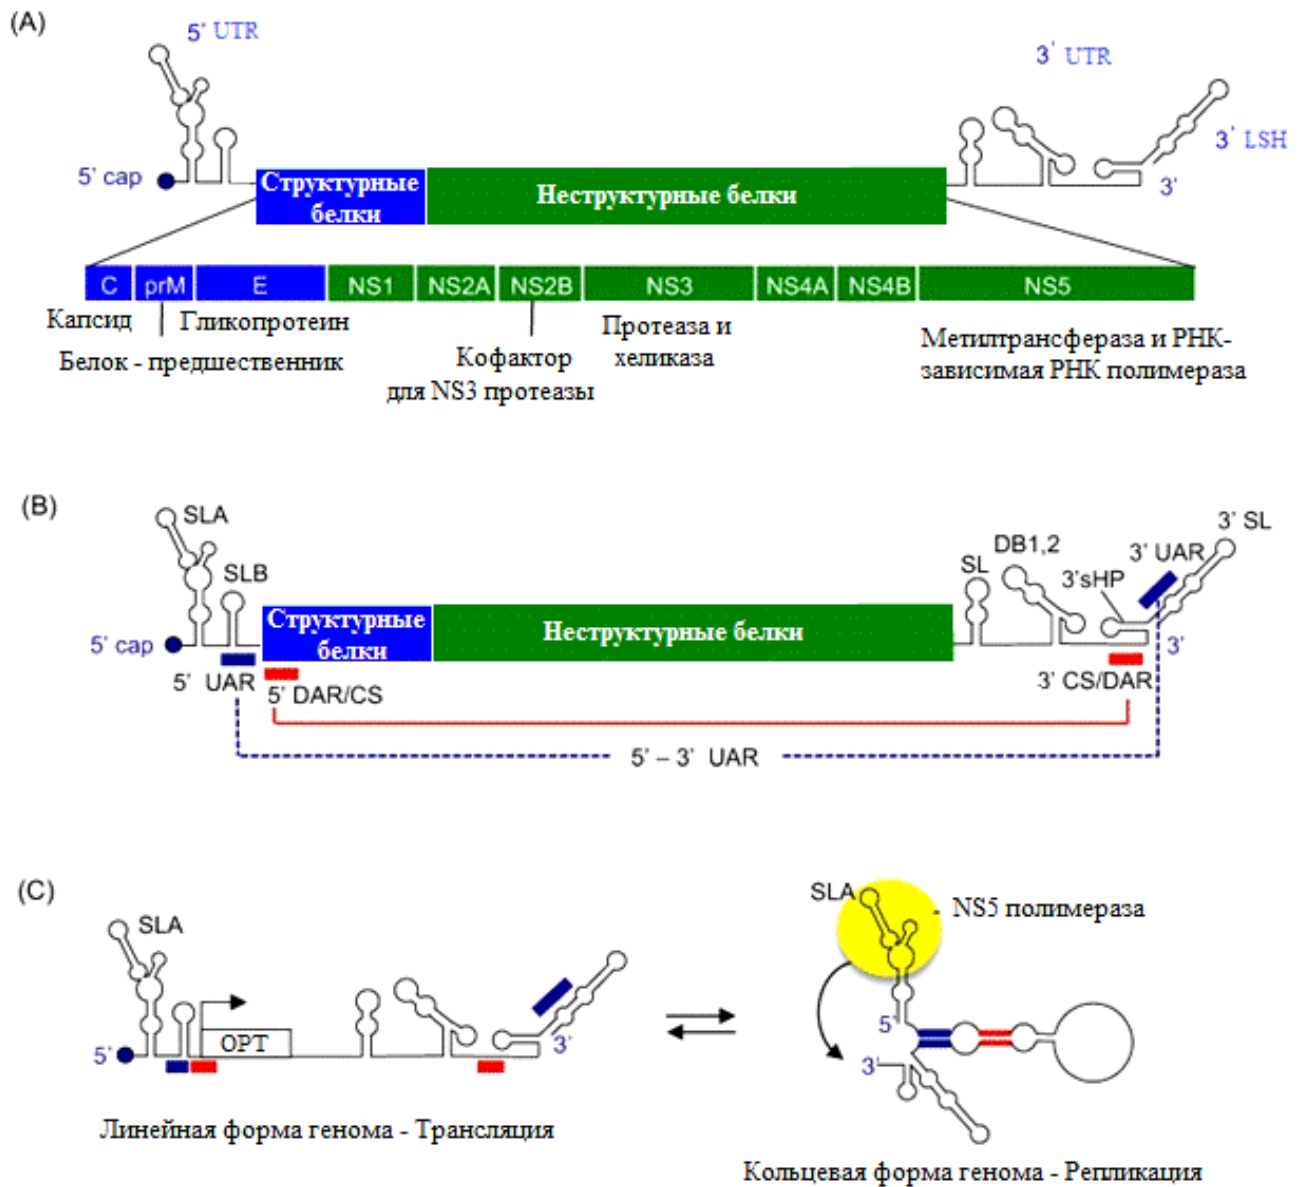 (A)
5' UTR
3' UTR
3' LSH
5' cap
3'
Структурные
белки
Неструктурные белки
C prM E NS1 NS2A NS2B NS3 NS4A NS4B NS5
Капсид
Гликопротеин
Белок - предшественник
Кофактор
для NS3 протеазы
Протеаза и
хеликаза
Метилтрансфераза и РНК-
зависимая РНК полимераза
(B)
SLA
SLB
SL
DB1,2
3'sHP
3' UAR
3' SL
5' cap
Структурные
белки
Неструктурные белки
3'
5' UAR
5' DAR/CS
3' CS/DAR
5' – 3' UAR
(C)
SLA
5'
ОРТ
3'
Линейная форма генома - Трансляция
SLA
- NS5 полимераза
5'
3'
Кольцевая форма генома - Репликация